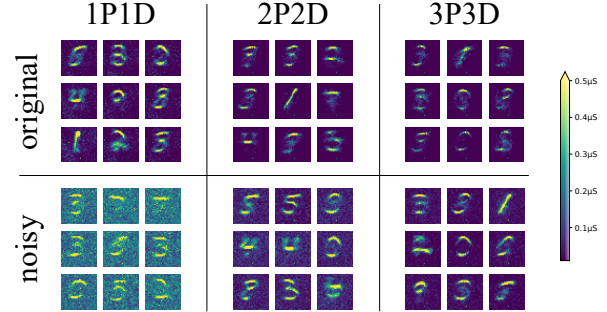 1P1D 2P2D 3P3D
original
noisy
0.5μS
0.4μS
0.3μS
0.2μS
0.1μS